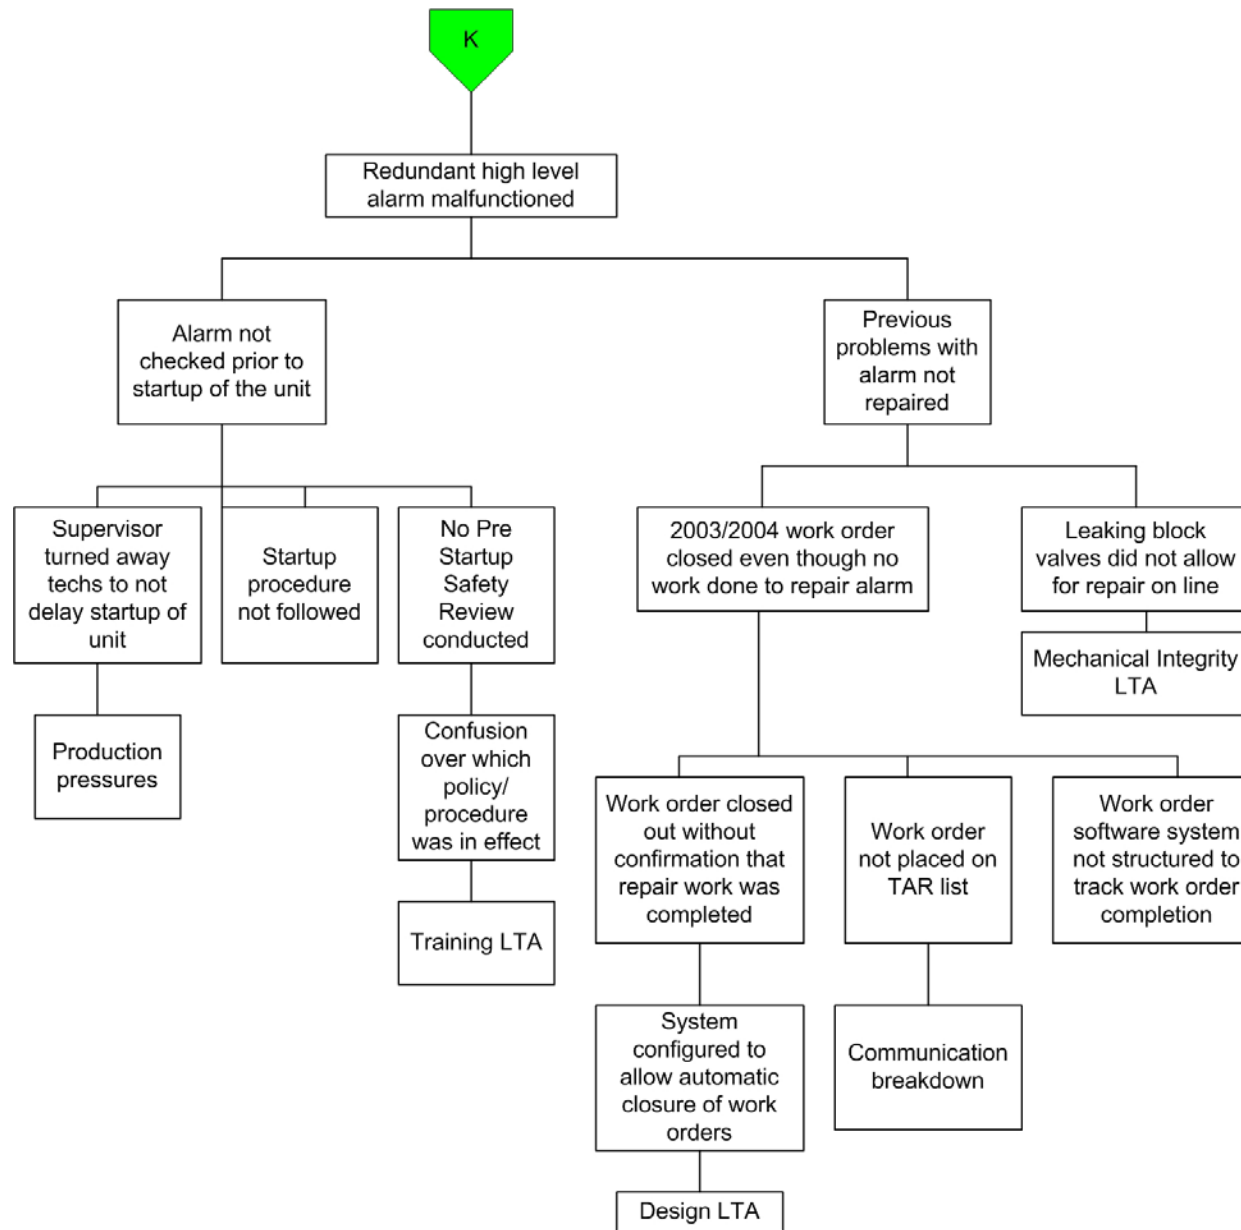 K
Redundant high level
alarm malfunctioned
Alarm not
checked prior to
startup of the unit
Previous
problems with
alarm not
repaired
Supervisor
turned away
techs to not
delay startup of
unit
Startup
procedure
not followed
No Pre
Startup
Safety
Review
conducted
2003/2004 work order
closed even though no
work done to repair alarm
Leaking block
valves did not allow
for repair on line
Mechanical Integrity
LTA
Production
pressures
Confusion
over which
policy/
procedure
was in effect
Training LTA
Work order closed
out without
confirmation that
repair work was
completed
Work order
not placed on
TAR list
Work order
software system
not structured to
track work order
completion
System
configured to
allow automatic
closure of work
orders
Communication
breakdown
Design LTA